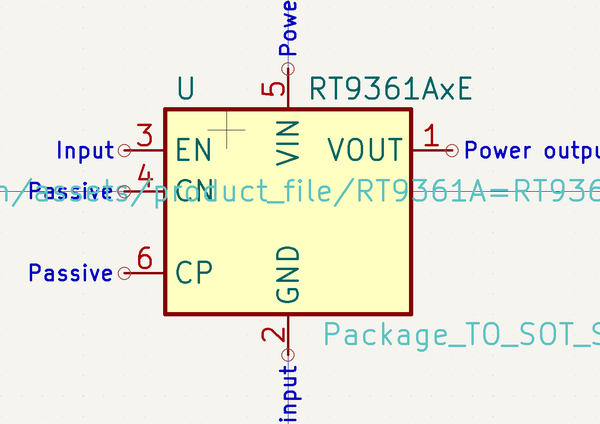 Powe
5
U RT9361AxE
Input 3 EN VIN VOUT 1 Power outpu
Passive 4 CN
n/assets/product_file/RT9361A=RT936
Passive 6 CP GND
2 Package_TO_SOT_S
input